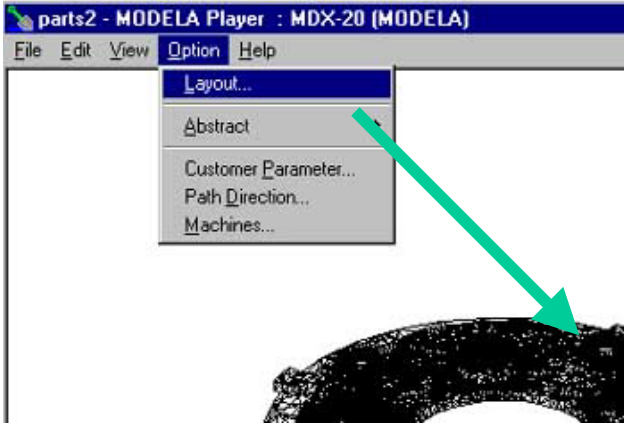 parts2 - MODELA Player : MDX-20 (MODELA)
File Edit View Option Help
Layout...
Abstract
Customer Parameter...
Path Direction...
Machines...